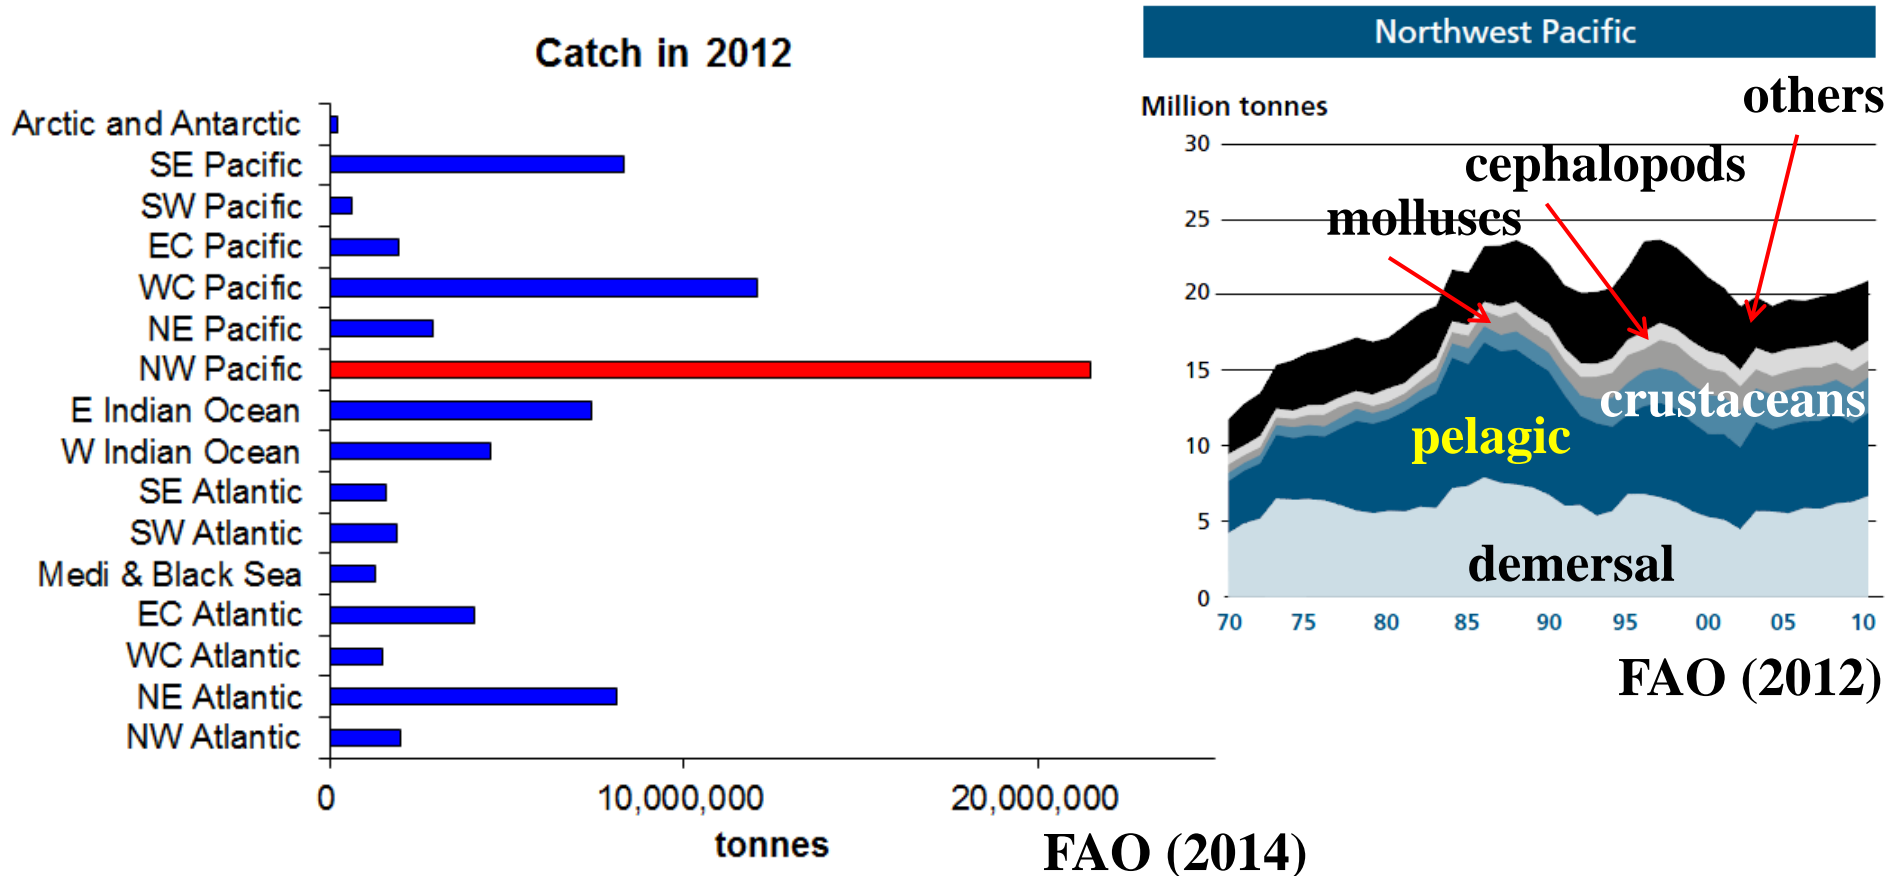 Catch in 2012
Arctic and Antarctic
SE Pacific
SW Pacific
EC Pacific
WC Pacific
NE Pacific
NW Pacific
E Indian Ocean
W Indian Ocean
SE Atlantic
SW Atlantic
Medi & Black Sea
EC Atlantic
WC Atlantic
NE Atlantic
NW Atlantic
0 10,000,000 20,000,000
tonnes
FAO (2014)
Northwest Pacific
Million tonnes
others
30
cephalopods
molluscs
25
20
15
crustaceans
pelagic
10
5
demersal
0
70 75 80 85 90 95 00 05 10
FAO (2012)